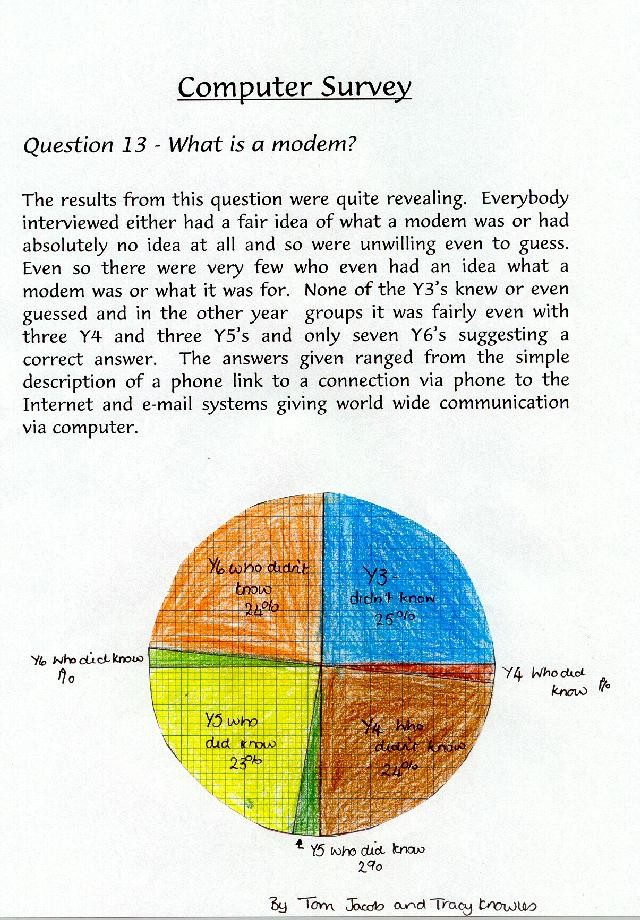 Computer Survey
Question 13 - What is a modem?
The results from this question were quite revealing. Everybody
interviewed either had a fair idea of what a modem was or had
absolutely no idea at all and so were unwilling even to guess.
Even so there were very few who even had an idea what a
modem was or what it was for. None of the Y3's knew or even
guessed and in the other year groups it was fairly even with
three Y4 and three Y5's and only seven Y6's suggesting a
correct answer. The answers given ranged from the simple
description of a phone link to a connection via phone to the
Internet and e-mail systems giving world wide communication
via computer.
Y6 who didn't
know
24%
Y3 -
didn't know
25%
Y6 who did know
1%
Y4 who did
know 1%
Y5 who
did know
23%
Y4 who
didn't know
24%
Y5 who did know
2%
By Tom Jacob and Tracy Knowles